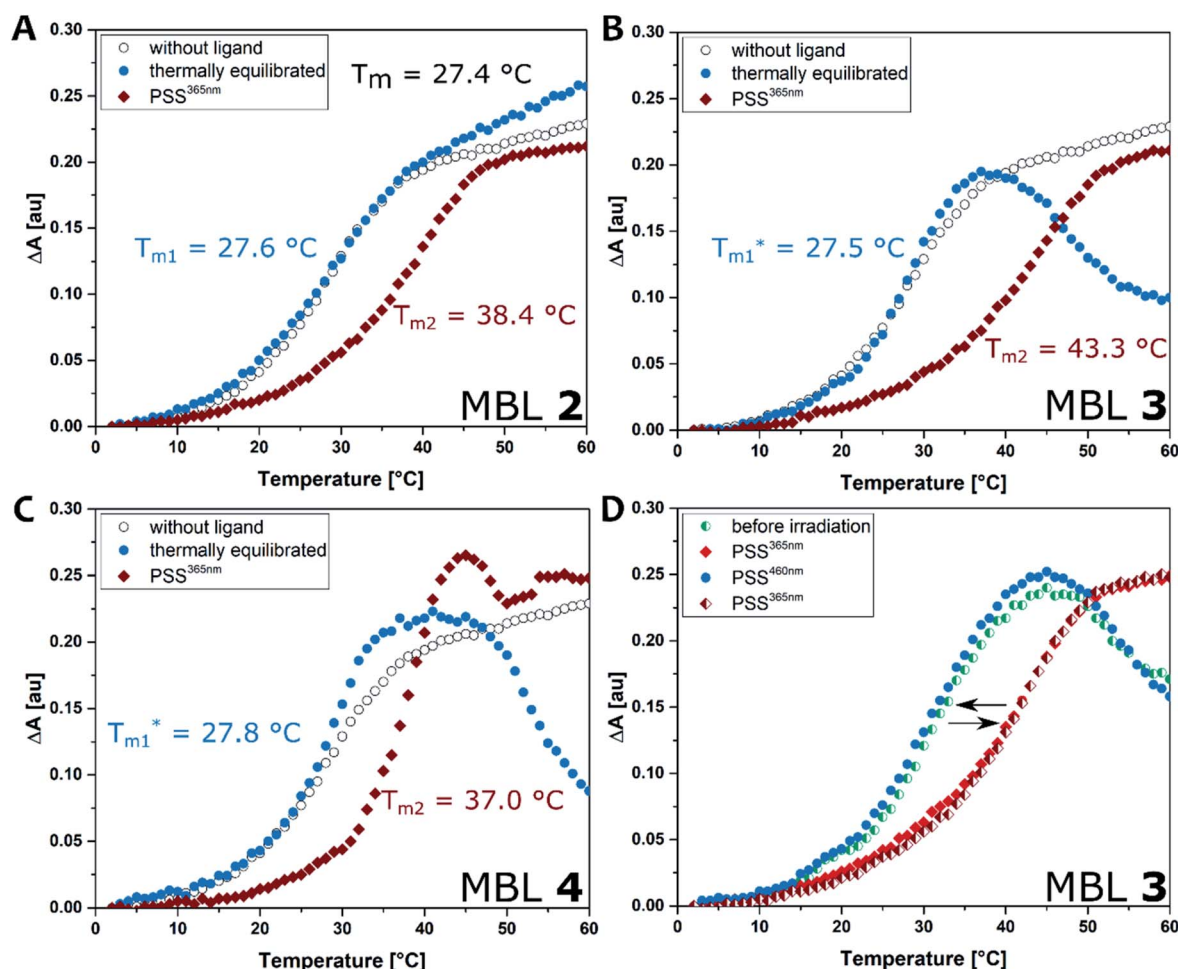 A
without ligand
thermally equilibrated
PSS365nm
Tm = 27.4 °C
Tm1 = 27.6 °C
Tm2 = 38.4 °C
MBL 2
0.30
0.25
0.20
0.15
0.10
0.05
0.00
ΔA [au]
0 10 20 30 40 50 60
Temperature [°C]
B
without ligand
thermally equilibrated
PSS365nm
Tm1* = 27.5 °C
Tm2 = 43.3 °C
MBL 3
0.30
0.25
0.20
0.15
0.10
0.05
0.00
ΔA [au]
0 10 20 30 40 50 60
Temperature [°C]
C
without ligand
thermally equilibrated
PSS365nm
Tm1* = 27.8 °C
Tm2 = 37.0 °C
MBL 4
0.30
0.25
0.20
0.15
0.10
0.05
0.00
ΔA [au]
0 10 20 30 40 50 60
Temperature [°C]
D
before irradiation
PSS365nm
PSS460nm
PSS365nm
MBL 3
0.30
0.25
0.20
0.15
0.10
0.05
0.00
ΔA [au]
0 10 20 30 40 50 60
Temperature [°C]